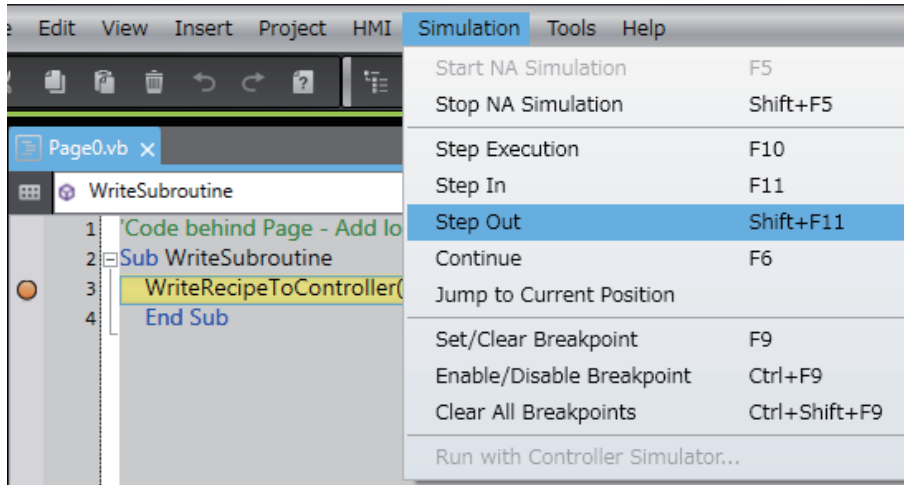 Edit View Insert Project HMI Simulation Tools Help
Start NA Simulation F5
Stop NA Simulation Shift+F5
Page0.vb
Step Execution F10
WriteSubroutine
Step In F11
1 'Code behind Page - Add lo
Step Out Shift+F11
2 Sub WriteSubroutine
Continue F6
3 WriteRecipeToController(
Jump to Current Position
4 End Sub
Set/Clear Breakpoint F9
Enable/Disable Breakpoint Ctrl+F9
Clear All Breakpoints Ctrl+Shift+F9
Run with Controller Simulator...